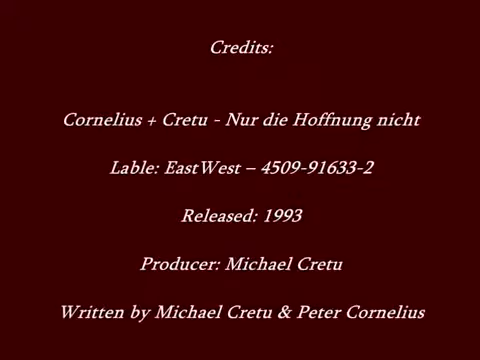 Credits:
Cornelius + Cretu - Nur die Hoffnung nicht
Lable: EastWest – 4509-91633-2
Released: 1993
Producer: Michael Cretu
Written by Michael Cretu & Peter Cornelius